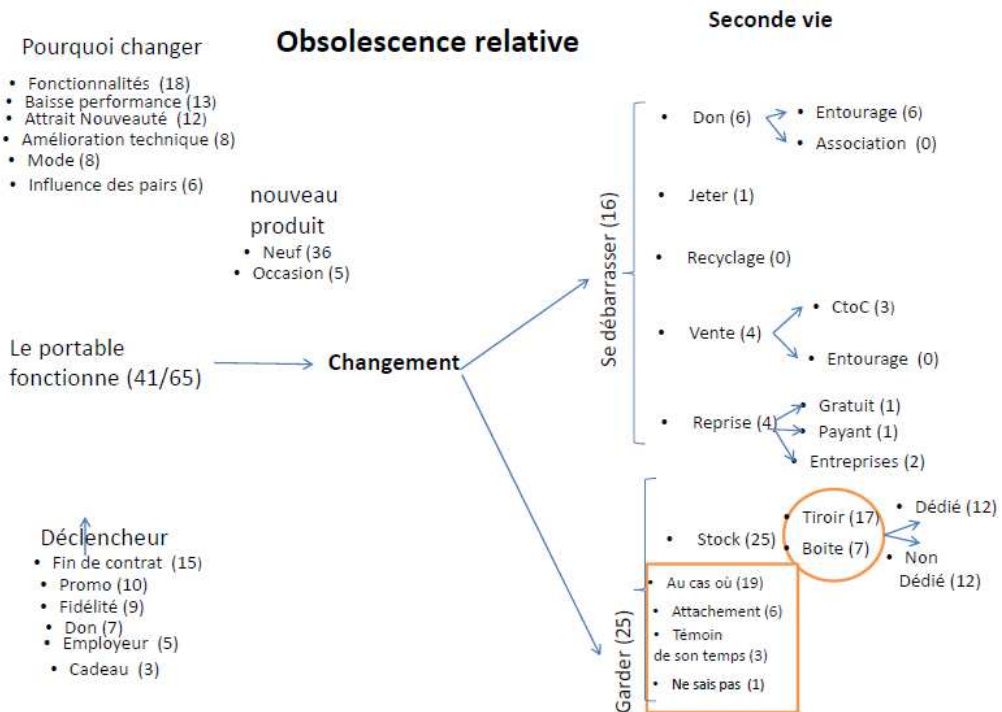 Pourquoi changer
• Fonctionnalités (18)
• Baisse performance (13)
• Attrait Nouveauté (12)
• Amélioration technique (8)
• Mode (8)
• Influence des pairs (6)
Obsolescence relative
Seconde vie
nouveau
produit
• Neuf (36
• Occasion (5)
Le portable
fonctionne (41/65)
Changement
Déclencheur
• Fin de contrat (15)
• Promo (10)
• Fidélité (9)
• Don (7)
• Employeur (5)
• Cadeau (3)
Se débarrasser (16)
• Don (6)
• Entourage (6)
• Association (0)
• Jeter (1)
• Recyclage (0)
• Vente (4)
• CtoC (3)
• Entourage (0)
• Reprise (4)
• Gratuit (1)
• Payant (1)
• Entreprises (2)
Garder (25)
• Stock (25)
• Tiroir (17)
• Boite (7)
• Dédié (12)
• Non
Dédié (12)
• Au cas où (19)
• Attachement (6)
• Témoin
de son temps (3)
• Ne sais pas (1)